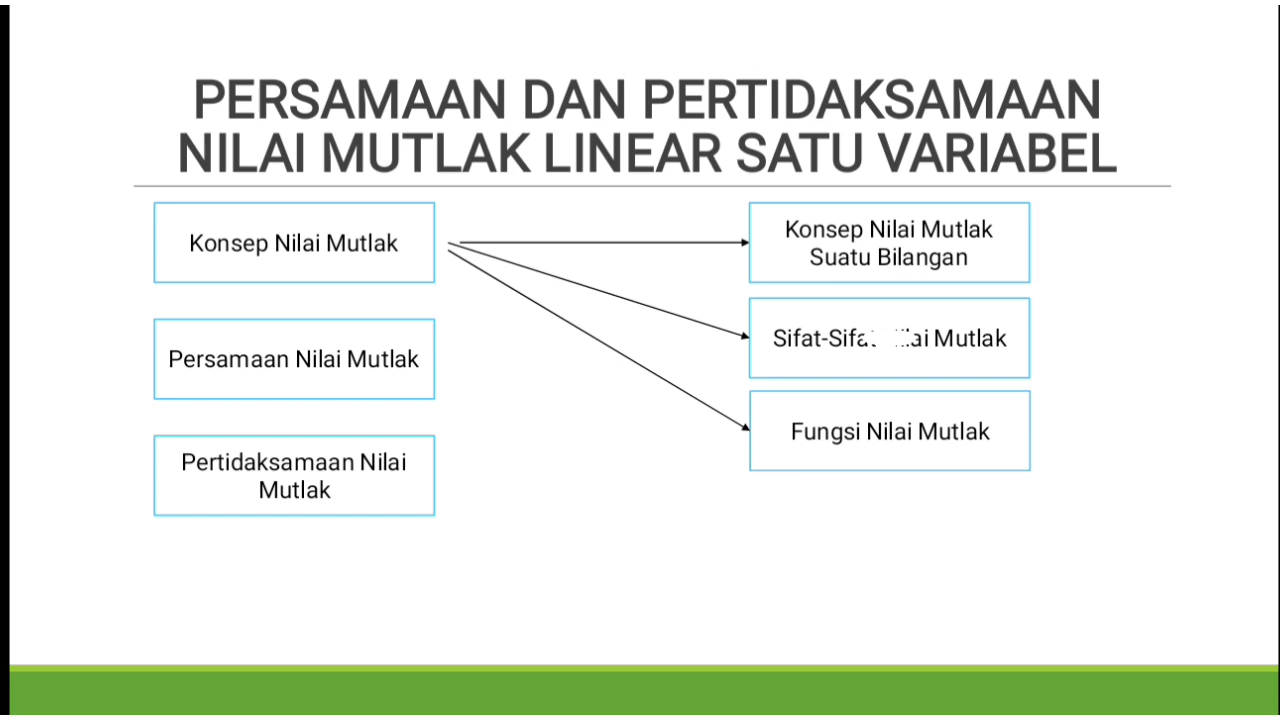 PERSAMAAN DAN PERTIDAKSAMAAN
NILAI MUTLAK LINEAR SATU VARIABEL
Konsep Nilai Mutlak
Konsep Nilai Mutlak
Suatu Bilangan
Sifat-Sifat Nilai Mutlak
Persamaan Nilai Mutlak
Fungsi Nilai Mutlak
Pertidaksamaan Nilai
Mutlak